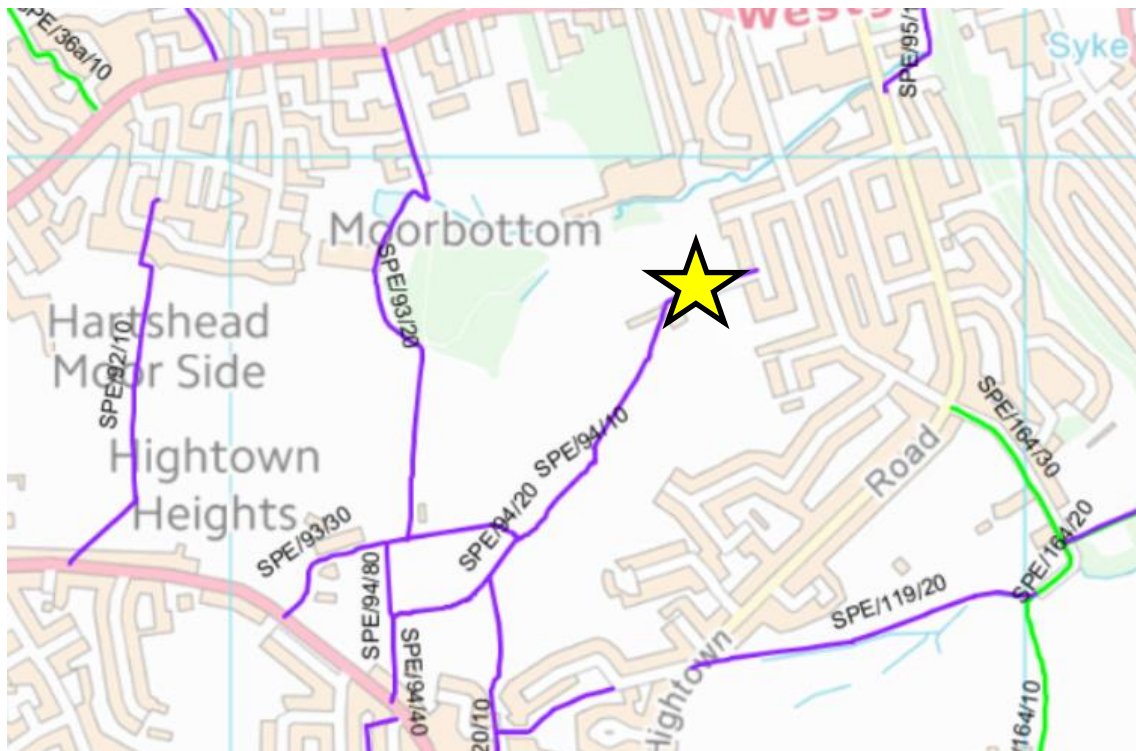 SPE/36a/10
SPE/95/1
Syke
Moorbottom
SPE/93/20
Hartshead
Moor Side
SPE/92/10
SPE/94/10
SPE/164/30
Hightown
Heights
Road
SPE/93/30
SPE/94/20
SPE/164/20
SPE/94/80
SPE/119/20
SPE/94/40
Hightown
20/10
164/10